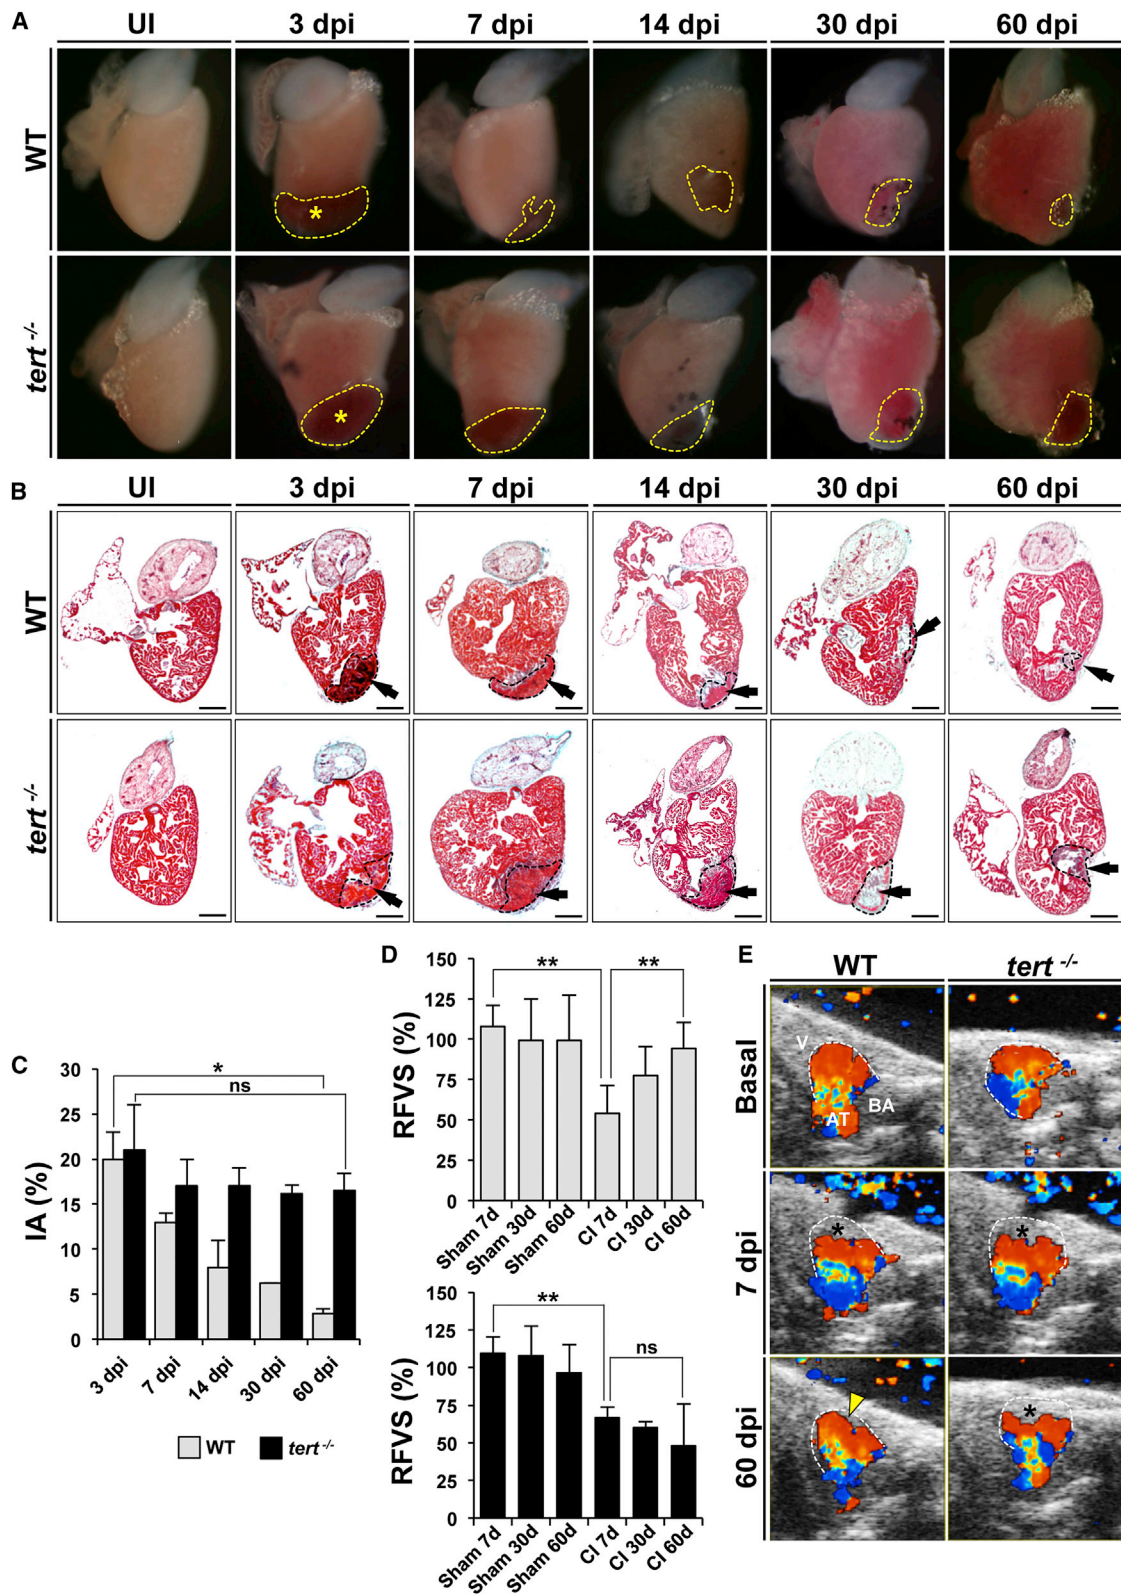 A UI 3 dpi 7 dpi 14 dpi 30 dpi 60 dpi
WT
*
tert -/-
*
B UI 3 dpi 7 dpi 14 dpi 30 dpi 60 dpi
WT
tert -/-
C
IA (%)
30
25
20
15
10
5
0
*
ns
3 dpi 7 dpi 14 dpi 30 dpi 60 dpi
WT tert -/-
D
RFVS (%)
150
125
100
75
50
25
0
** **
Sham 7d Sham 30d Sham 60d CI 7d CI 30d CI 60d
RFVS (%)
150
125
100
75
50
25
0
** ns
Sham 7d Sham 30d Sham 60d CI 7d CI 30d CI 60d
E WT tert -/-
Basal
V
AT
BA
7 dpi
* *
60 dpi
*